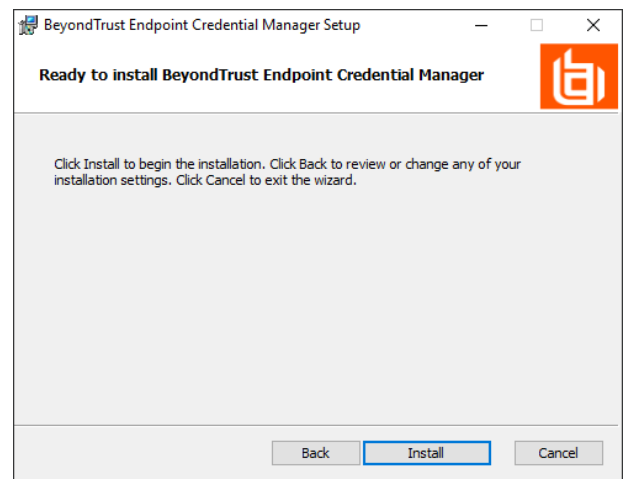 BeyondTrust Endpoint Credential Manager Setup
Ready to install BeyondTrust Endpoint Credential Manager
Click Install to begin the installation. Click Back to review or change any of your
installation settings. Click Cancel to exit the wizard.
Back Install Cancel